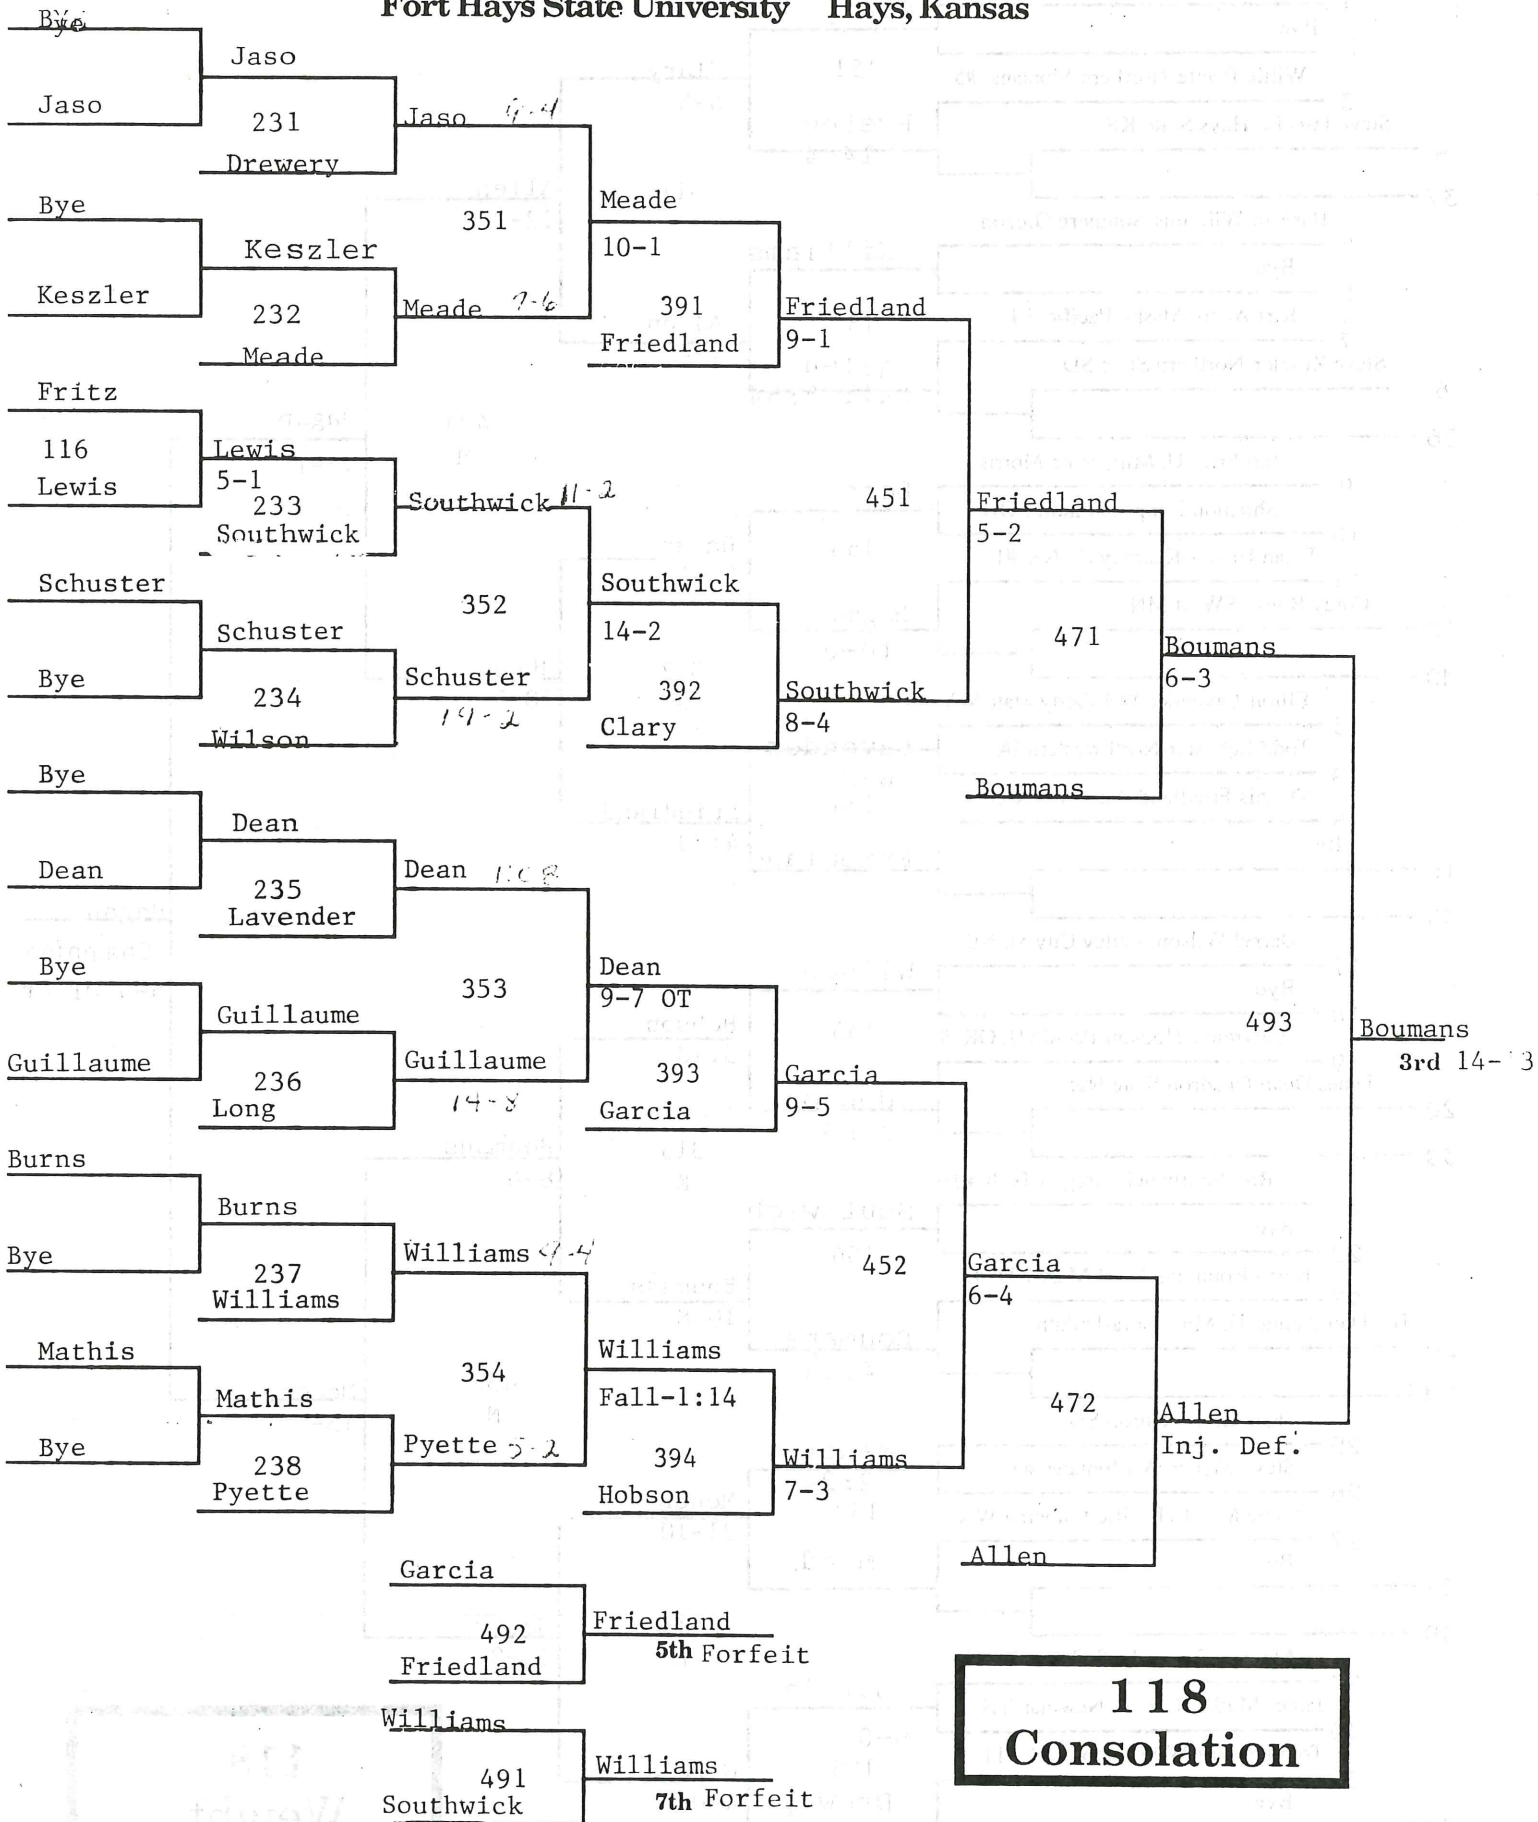 Fort Hays State University Hays, Kansas
Bye
Jaso
Jaso
231
Drewery
Jaso 9-4
Bye
Keszler
Keszler
232
Meade
Meade 7-6
351
Meade
10-1
391
Friedland
Friedland
9-1
Fritz
116
Lewis
Lewis
5-1
233
Southwick
Southwick 11-2
Schuster
Bye
Schuster
234
Wilson
Schuster
352
Southwick
14-2
392
Clary
Southwick
8-4
451
Friedland
5-2
471
Boumans
Boumans
6-3
Bye
Dean
Dean
235
Lavender
Dean
Bye
Guillaume
Guillaume
236
Long
Guillaume
14-8
353
Dean
9-7 OT
393
Garcia
Garcia
9-5
Burns
Bye
Burns
237
Williams
Williams 9-4
Mathis
Bye
Mathis
238
Pyette
Pyette 5-2
354
Williams
Fall-1:14
394
Hobson
Williams
7-3
452
Garcia
6-4
472
Allen
Allen
Inj. Def.
493
Boumans
3rd 14-3
Garcia
492
Friedland
Friedland
5th Forfeit
Williams
491
Southwick
Williams
7th Forfeit
118
Consolation